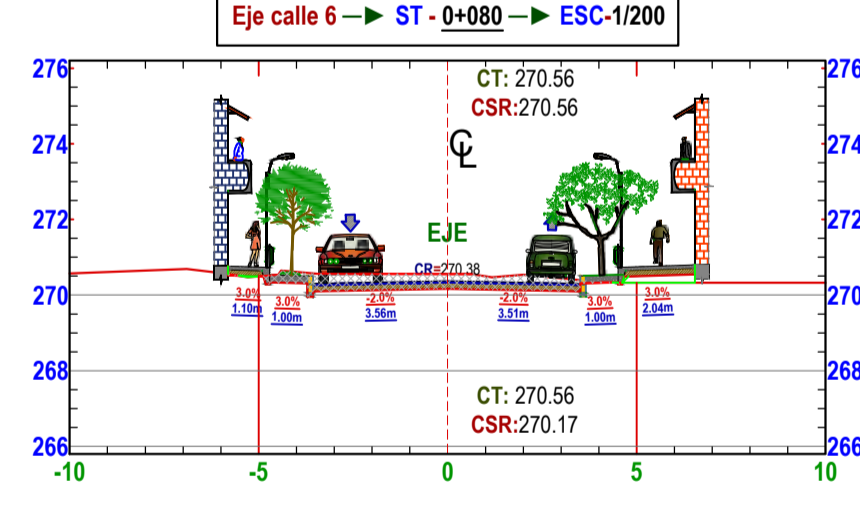 Eje calle 6 ST - 0+080 ESC-1/200
276 276
CT: 270.56
CSR:270.56
274 274
CL
272 272
EJE
CR=270.38
270 270
3.0% 3.0% -2.0% -2.0% 3.0% 3.0%
1.10m 1.00m 3.56m 3.51m 1.00m 2.04m
268 268
CT: 270.56
CSR:270.17
266 266
-10 -5 0 5 10